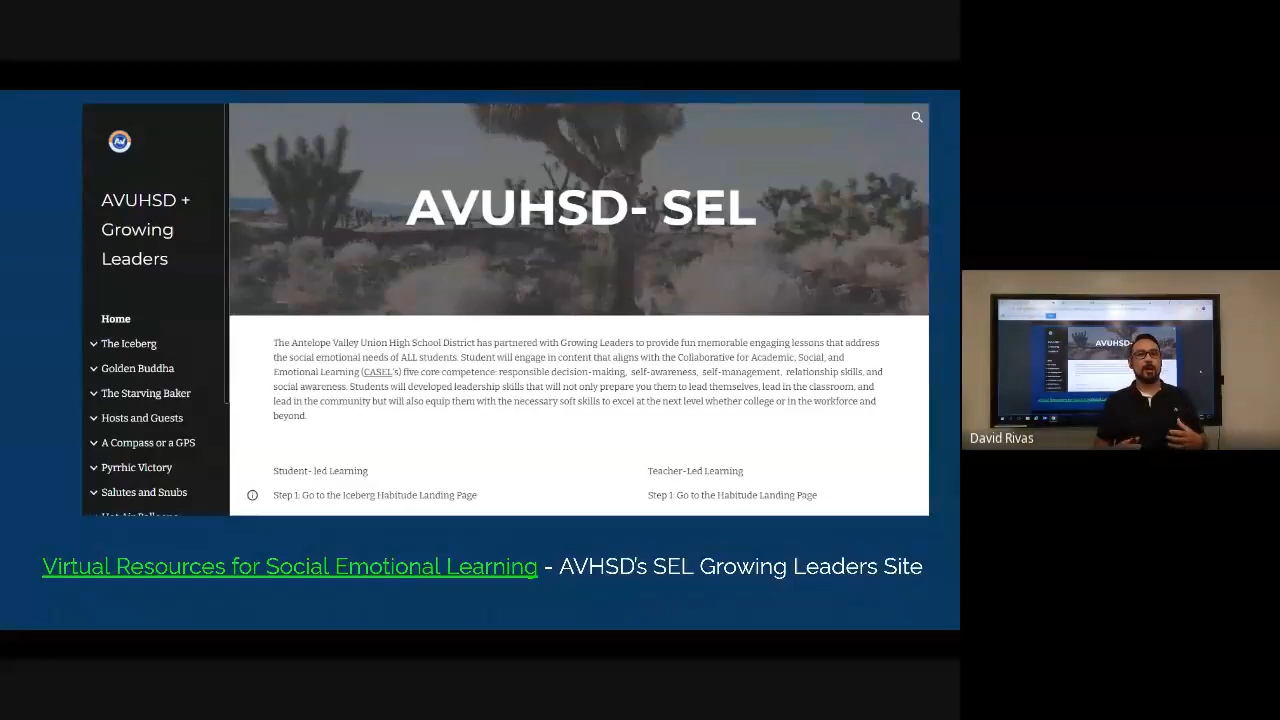 AVUHSD +
Growing
Leaders
Home
The Iceberg
Golden Buddha
The Starving Baker
Hosts and Guests
A Compass or a GPS
Pyrrhic Victory
Salutes and Snubs
AVUHSD- SEL
The Antelope Valley Union High School District has partnered with Growing Leaders to provide fun memorable engaging lessons that address
the social emotional needs of ALL students. Student will engage in content that aligns with the Collaborative for Academic, Social, and
Emotional Learning (CASEL's) five core competence: responsible decision-making, self-awareness, self-management, relationship skills, and
social awareness. Students will developed leadership skills that will not only prepare you them to lead themselves, lead in the classroom, and
lead in the community but will also equip them with the necessary soft skills to excel at the next level whether college or in the workforce and
beyond.
Student-led Learning
Step 1: Go to the Iceberg Habitude Landing Page
Teacher-Led Learning
Step 1: Go to the Habitude Landing Page
Virtual Resources for Social Emotional Learning - AVHSD's SEL Growing Leaders Site
David Rivas